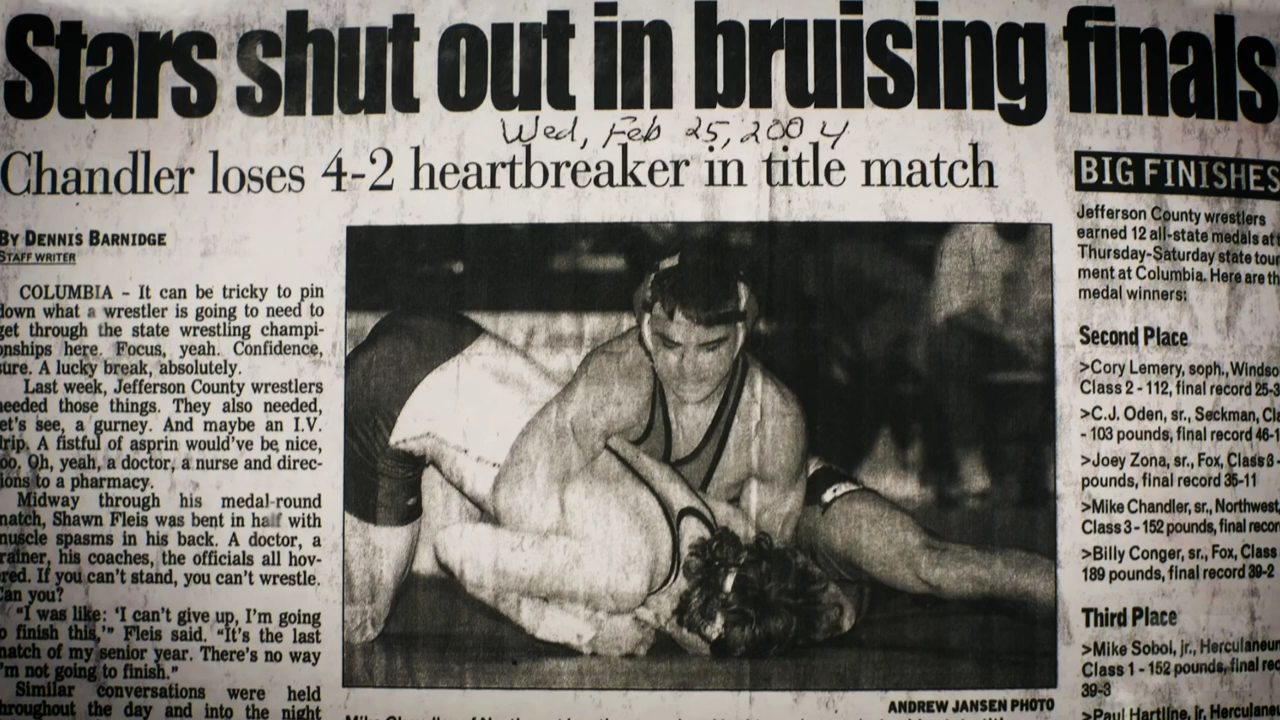 Stars shut out in bruising finals
Wed, Feb 25, 2004
Chandler loses 4-2 heartbreaker in title match
BY DENNIS BARNIDGE
STAFF WRITER
COLUMBIA - It can be tricky to pin
down what a wrestler is going to need to
get through the state wrestling champi-
onships here. Focus, yeah. Confidence,
sure. A lucky break, absolutely.
Last week, Jefferson County wrestlers
needed those things. They also needed,
let's see, a gurney. And maybe an I.V.
drip. A fistful of asprin would've be nice,
too. Oh, yeah, a doctor, a nurse and direc-
tions to a pharmacy.
Midway through his medal-round
match, Shawn Fleis was bent in half with
muscle spasms in his back. A doctor, a
trainer, his coaches, the officials all hov-
ered. If you can't stand, you can't wrestle.
Can you?
"I was like: 'I can't give up, I'm going
to finish this,'" Fleis said. "It's the last
match of my senior year. There's no way
I'm not going to finish."
Similar conversations were held
throughout the day and into the night
ANDREW JANSEN PHOTO
BIG FINISHES
Jefferson County wrestlers
earned 12 all-state medals at
Thursday-Saturday state tour
ment at Columbia. Here are th
medal winners:
Second Place
>Cory Lemery, soph., Windso
Class 2 - 112, final record 25-3
>C.J. Oden, sr., Seckman, Cla
- 103 pounds, final record 46-1
>Joey Zona, sr., Fox, Class 3 -
pounds, final record 35-11
>Mike Chandler, sr., Northwest,
Class 3 - 152 pounds, final recor
>Billy Conger, sr., Fox, Class
189 pounds, final record 39-2
Third Place
>Mike Sobol, jr., Herculaneum
Class 1 - 152 pounds, final rec
39-3
>Paul Hartline, jr., Herculane